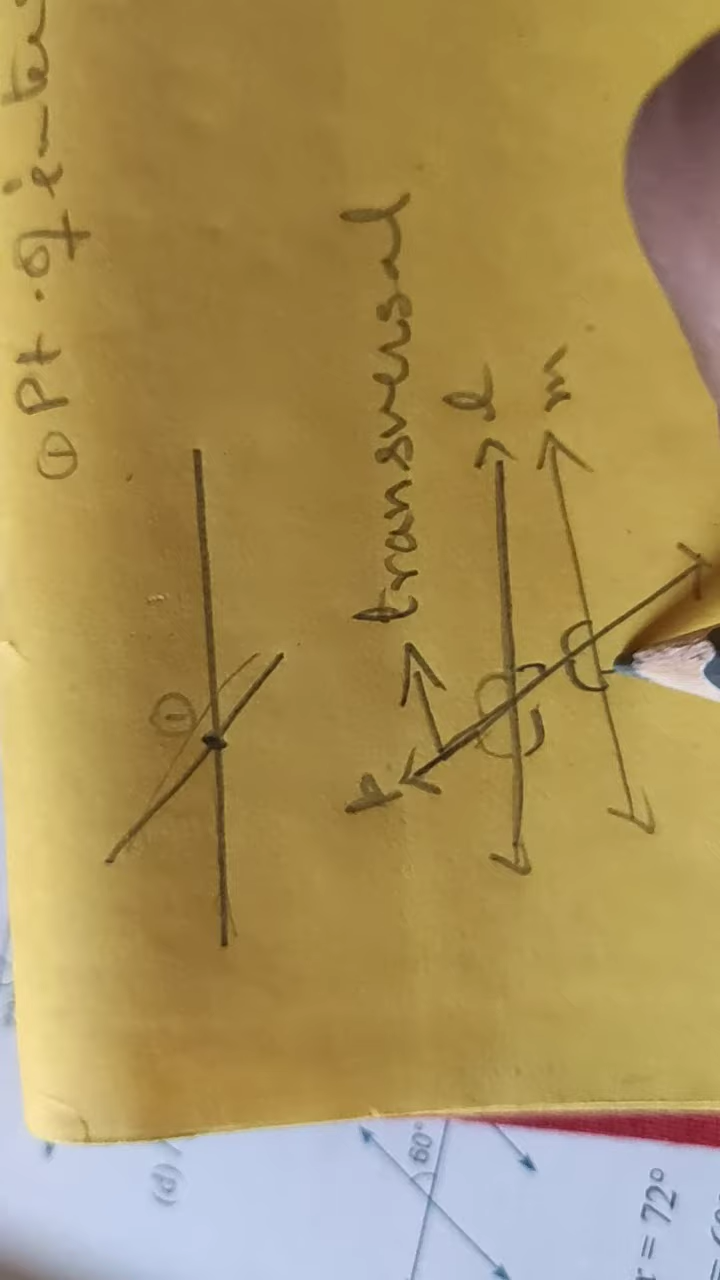 ① Pt. of
①
transversal
t
l
m
(d)
60°
= 72°